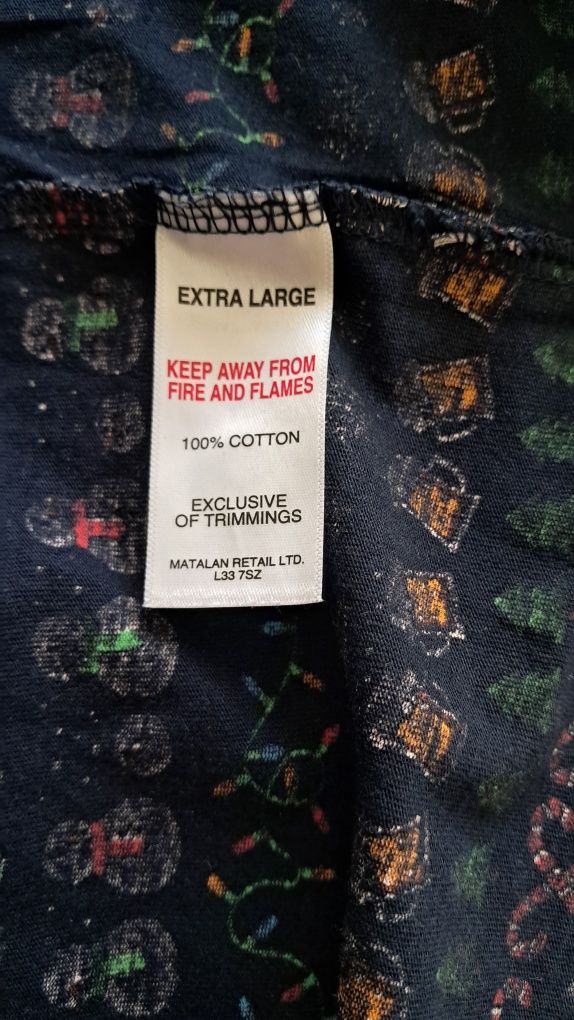 EXTRA LARGE
KEEP AWAY FROM
FIRE AND FLAMES
100% COTTON
EXCLUSIVE
OF TRIMMINGS
MATALAN RETAIL LTD.
L33 7SZ